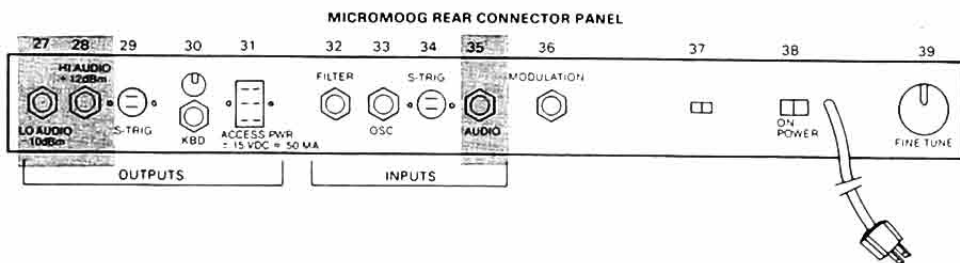 MICROMOOG REAR CONNECTOR PANEL
27 28 29 30 31 32 33 34 35 36 37 38 39
HI AUDIO
+ 12dBm
LO AUDIO
-10dBm
S-TRIG
KBD
ACCESS PWR
± 15 VDC @ 50 MA
FILTER
OSC
S-TRIG
AUDIO
MODULATION
ON
POWER
FINE TUNE
OUTPUTS
INPUTS